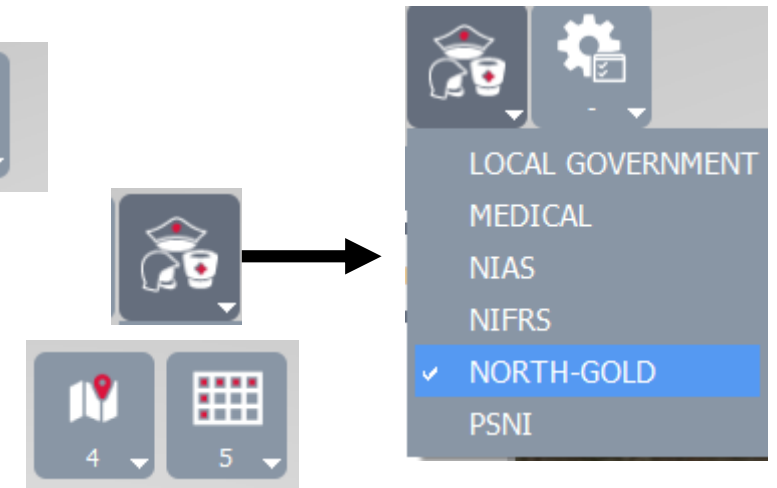 -
LOCAL GOVERNMENT
MEDICAL
NIAS
NIFRS
NORTH-GOLD
PSNI
4
5